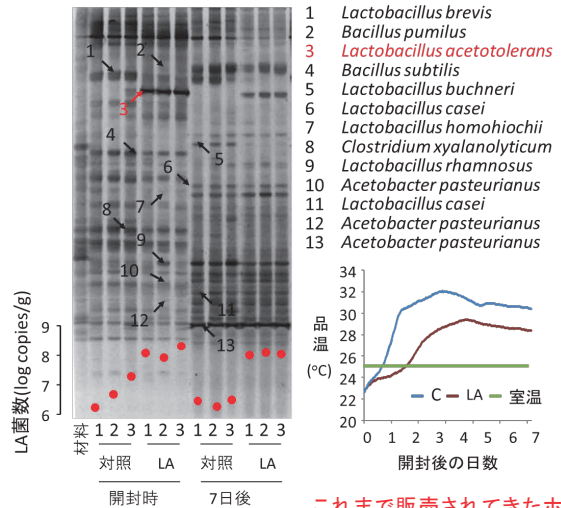 1 Lactobacillus brevis
2 Bacillus pumilus
3 Lactobacillus acetotolerans
4 Bacillus subtilis
5 Lactobacillus buchneri
6 Lactobacillus casei
7 Lactobacillus homohiochii
8 Clostridium xyalanolyticum
9 Lactobacillus rhamnosus
10 Acetobacter pasteurianus
11 Lactobacillus casei
12 Acetobacter pasteurianus
13 Acetobacter pasteurianus
1
2
3
4
5
6
7
8
9
10
11
12
13
LA菌数(log copies/g)
9
8
7
6
材料
1 2 3 1 2 3 1 2 3 1 2 3
対照 LA 対照 LA
開封時 7日後
品温
(°C)
34
32
30
28
26
24
22
20
C LA 室温
0 1 2 3 4 5 6 7
開封後の日数
これまで販売されてきた